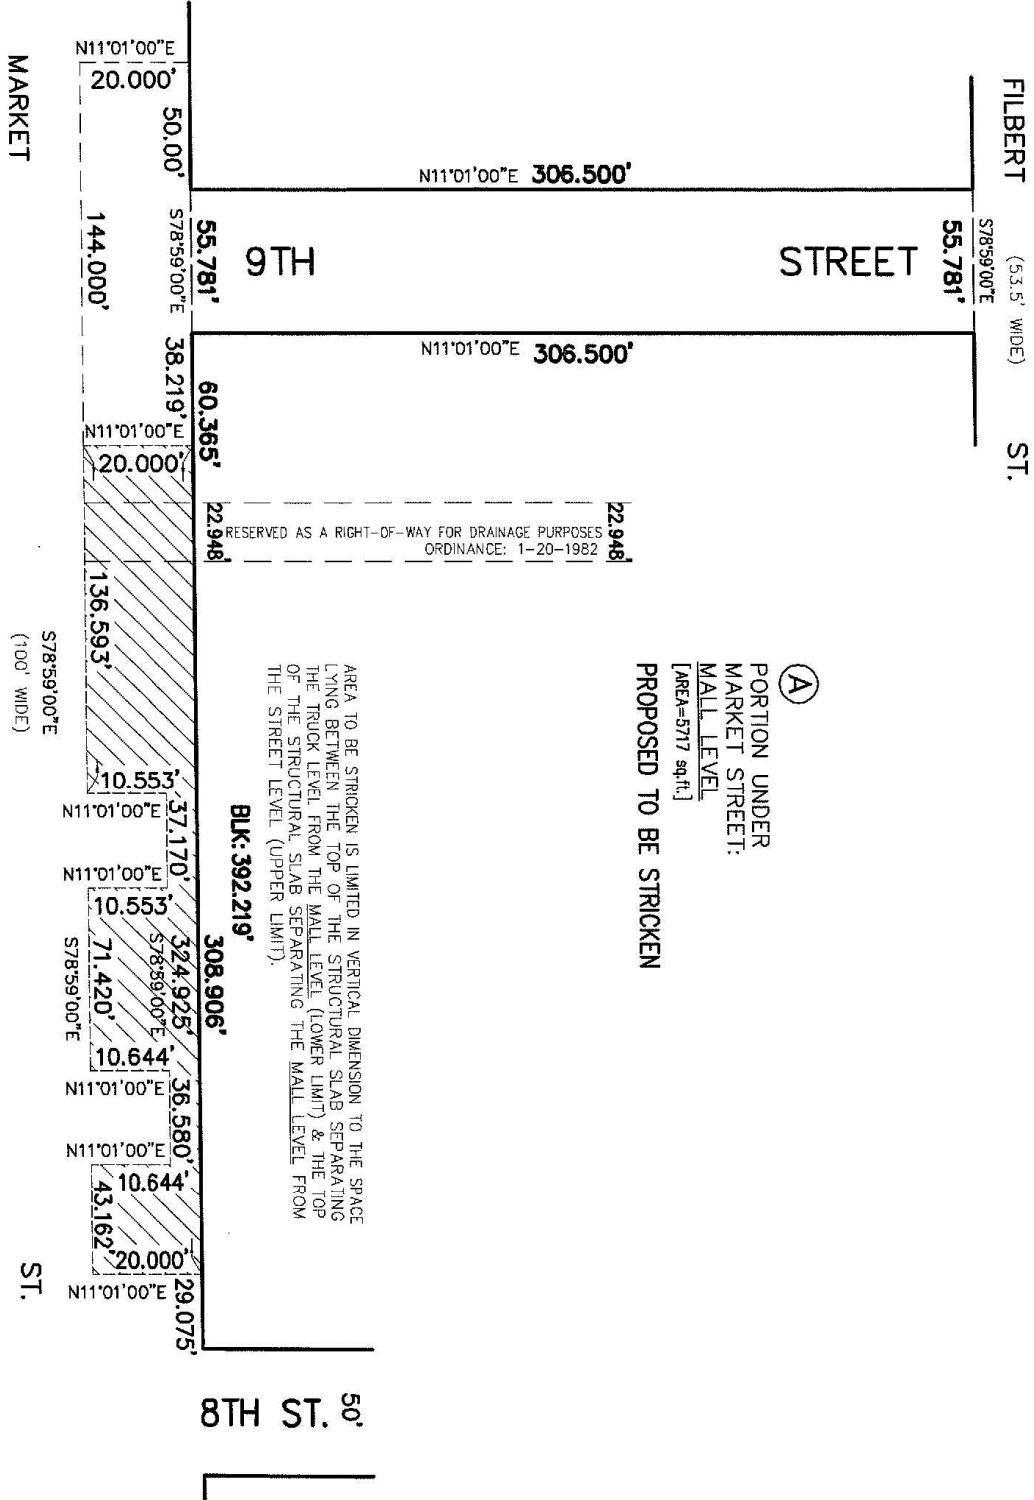 FILBERT
(53.5' WIDE)
ST.
S78°59'00"E
55.781'
N11°01'00"E 306.500'
9TH
STREET
N11°01'00"E 306.500'
N11°01'00"E
20.000'
50.00'
S78°59'00"E
55.781'
144.000'
38.219'
60.365'
N11°01'00"E
20.000'
22.948'
RESERVED AS A RIGHT-OF-WAY FOR DRAINAGE PURPOSES
ORDINANCE: 1-20-1982
22.948'
A
PORTION UNDER
MARKET STREET:
MALL LEVEL
[AREA=5717 sq.ft.]
PROPOSED TO BE STRICKEN
AREA TO BE STRICKEN IS LIMITED IN VERTICAL DIMENSION TO THE SPACE
LYING BETWEEN THE TOP OF THE STRUCTURAL SLAB SEPARATING
THE TRUCK LEVEL FROM THE MALL LEVEL (LOWER LIMIT) & THE TOP
OF THE STRUCTURAL SLAB SEPARATING THE MALL LEVEL FROM
THE STREET LEVEL (UPPER LIMIT).
BLK: 392.219'
308.906'
136.593'
10.553'
N11°01'00"E
37.170'
N11°01'00"E
10.553'
324.925'
S78°59'00"E
71.420'
S78°59'00"E
10.644'
N11°01'00"E
36.580'
N11°01'00"E
10.644'
43.162'
20.000'
N11°01'00"E
29.075'
MARKET
S78°59'00"E
(100' WIDE)
ST.
8TH ST.
50'